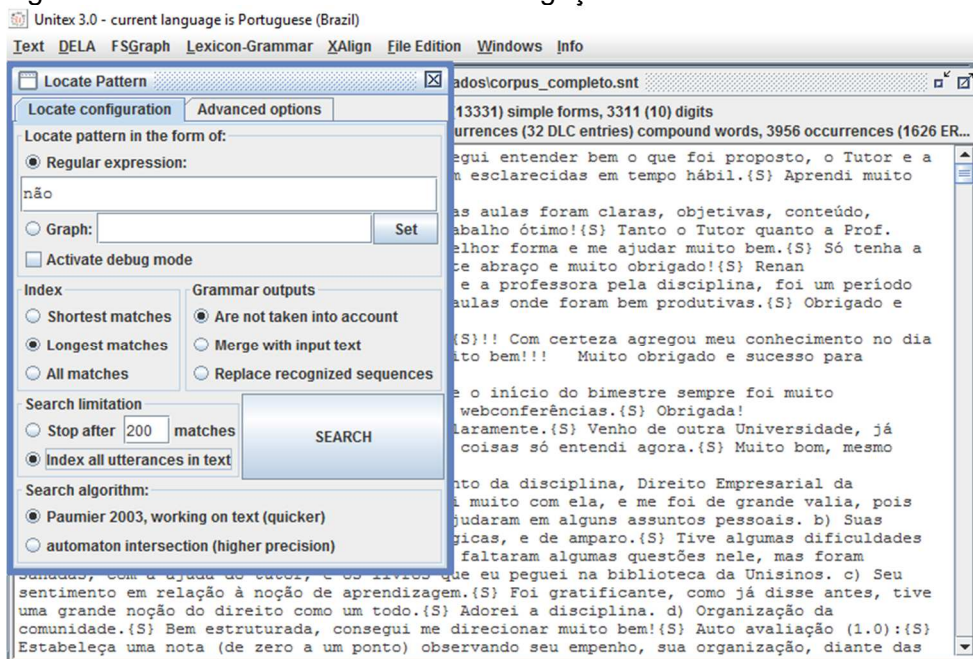 Unitex 3.0 - current language is Portuguese (Brazil)
Text DELA FSGraph Lexicon-Grammar XAlign File Edition Windows Info
Locate Pattern
Locate configuration Advanced options
Locate pattern in the form of:
Regular expression:
não
Graph: Set
Activate debug mode
Index
Shortest matches
Longest matches
All matches
Grammar outputs
Are not taken into account
Merge with input text
Replace recognized sequences
Search limitation
Stop after 200 matches
Index all utterances in text
SEARCH
Search algorithm:
Paumier 2003, working on text (quicker)
automaton intersection (higher precision)
ados\corpus_completo.snt
13331) simple forms, 3311 (10) digits
urrences (32 DLC entries) compound words, 3956 occurrences (1626 ER...
egui entender bem o que foi proposto, o Tutor e a
esclarecidas em tempo hábil.{S} Aprendi muito
as aulas foram claras, objetivas, conteúdo,
abalho ótimo!{S} Tanto o Tutor quanto a Prof.
elhor forma e me ajudar muito bem.{S} Só tenha a
te abraço e muito obrigado!{S} Renan
e a professora pela disciplina, foi um período
aulas onde foram bem produtivas.{S} Obrigado e
{S}!! Com certeza agregou meu conhecimento no dia
ito bem!!! Muito obrigado e sucesso para
e o início do bimestre sempre foi muito
webconferências.{S} Obrigada!
laramente.{S} Venho de outra Universidade, já
coisas só entendi agora.{S} Muito bom, mesmo
nto da disciplina, Direito Empresarial da
i muito com ela, e me foi de grande valia, pois
judaram em alguns assuntos pessoais. b) Suas
gicas, e de amparo.{S} Tive algumas dificuldades
faltaram algumas questões nele, mas foram
sanadas, com a ajuda do tutor, e os livros que eu peguei na biblioteca da Unisinos. c) Seu
sentimento em relação à noção de aprendizagem.{S} Foi gratificante, como já disse antes, tive
uma grande noção do direito como um todo.{S} Adorei a disciplina. d) Organização da
comunidade.{S} Bem estruturada, consegui me direcionar muito bem!{S} Auto avaliação (1.0):{S}
Estabeleça uma nota (de zero a um ponto) observando seu empenho, sua organização, diante das